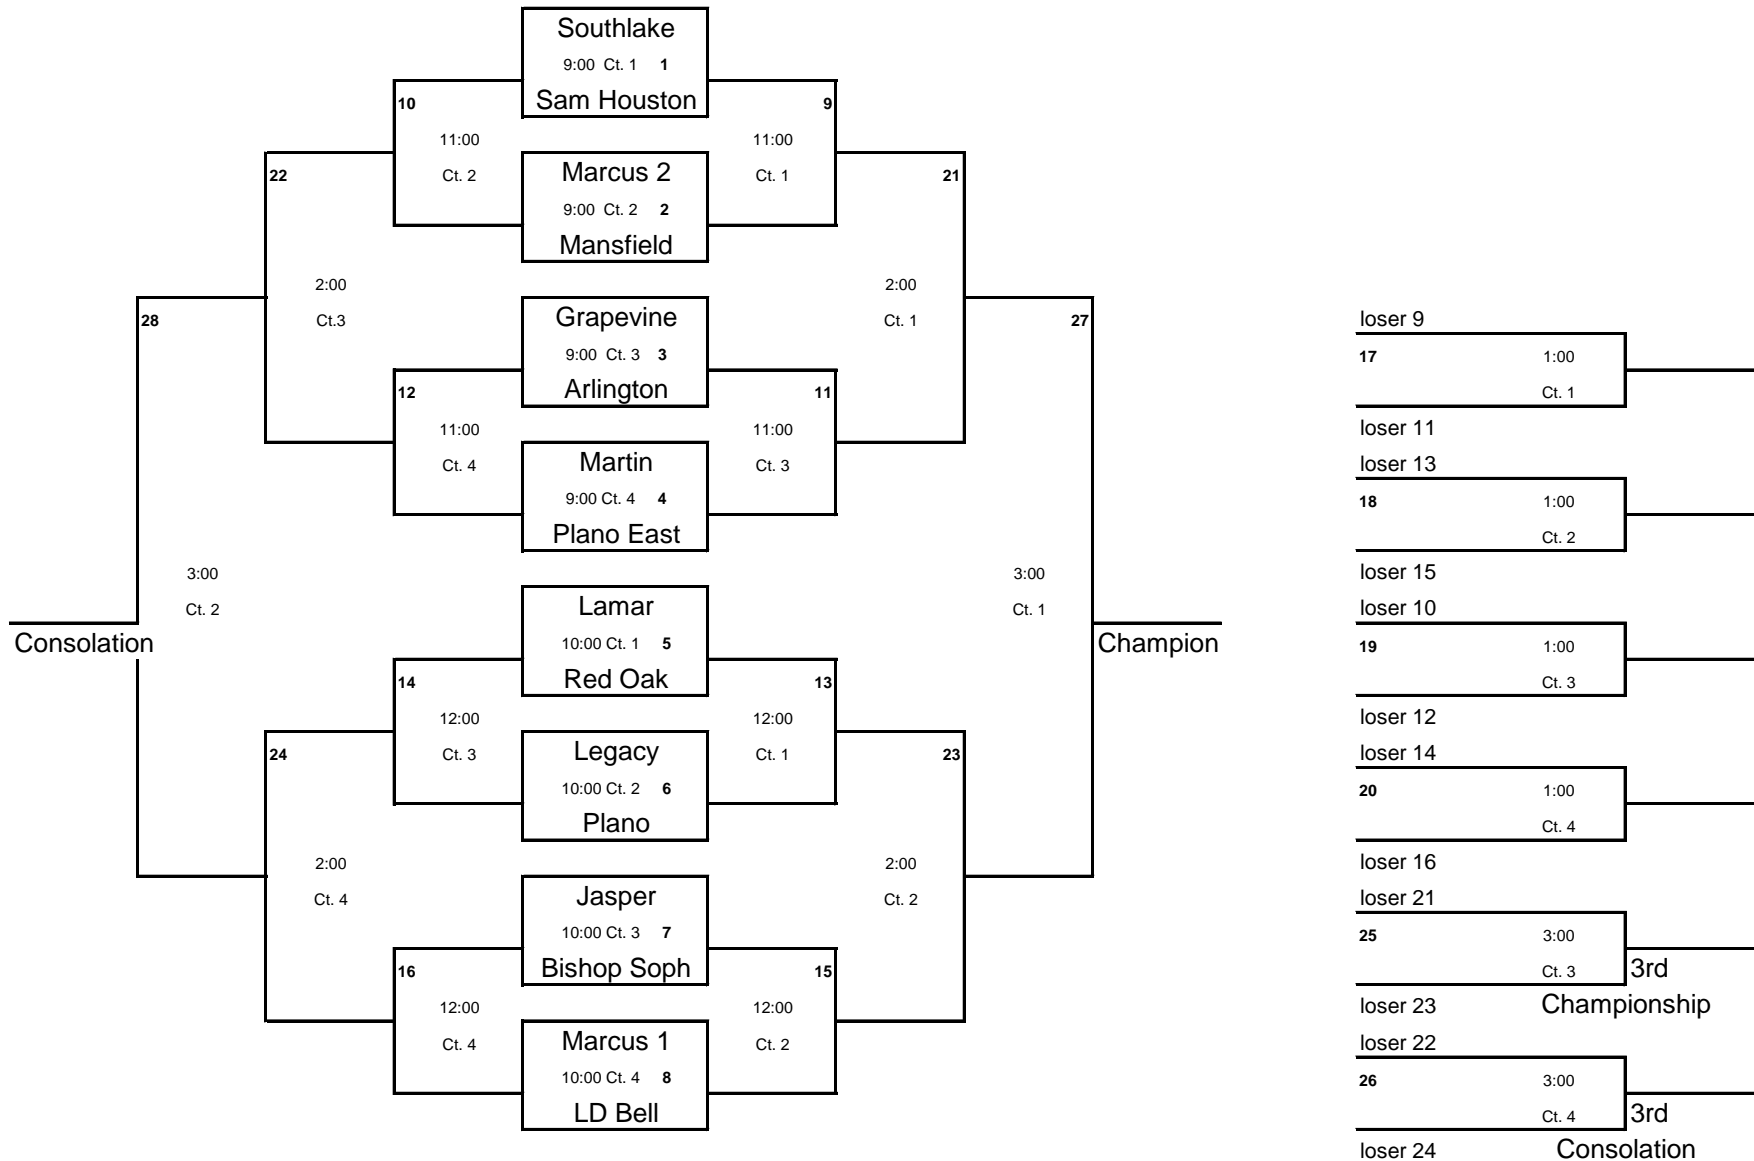 Southlake
9:00 Ct. 1 1
Sam Houston
10
9
11:00
11:00
Marcus 2
22
Ct. 2
Ct. 1
21
9:00 Ct. 2 2
Mansfield
2:00
2:00
Grapevine
28
Ct.3
Ct. 1
27
loser 9
9:00 Ct. 3 3
17
1:00
Arlington
12
11
Ct. 1
11:00
11:00
loser 11
Martin
Ct. 4
Ct. 3
loser 13
9:00 Ct. 4 4
18
1:00
Plano East
Ct. 2
3:00
3:00
loser 15
Lamar
Ct. 2
Ct. 1
loser 10
Consolation
10:00 Ct. 1 5
Champion
19
1:00
Red Oak
14
13
Ct. 3
12:00
12:00
loser 12
Legacy
24
Ct. 3
Ct. 1
23
loser 14
10:00 Ct. 2 6
20
1:00
Plano
Ct. 4
2:00
2:00
loser 16
Jasper
Ct. 4
Ct. 2
loser 21
10:00 Ct. 3 7
25
3:00
Bishop Soph
16
15
Ct. 3
3rd
12:00
12:00
loser 23
Championship
Marcus 1
Ct. 4
Ct. 2
loser 22
10:00 Ct. 4 8
26
3:00
LD Bell
Ct. 4
3rd
loser 24
Consolation